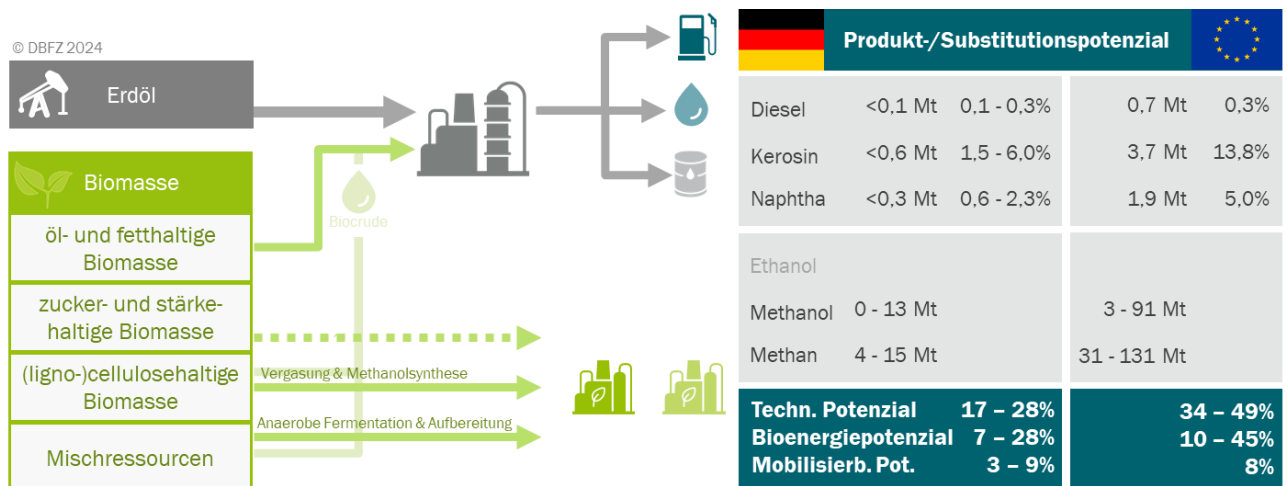 © DBFZ 2024
Erdöl
Biomasse
öl- und fetthaltige
Biomasse
zucker- und stärke-
haltige Biomasse
(ligno-)cellulosehaltige
Biomasse
Mischressourcen
Biocrude
Vergasung & Methanolsynthese
Anaerobe Fermentation & Aufbereitung
Produkt-/Substitutionspotenzial
Diesel <0,1 Mt 0,1 - 0,3% 0,7 Mt 0,3%
Kerosin <0,6 Mt 1,5 - 6,0% 3,7 Mt 13,8%
Naphtha <0,3 Mt 0,6 - 2,3% 1,9 Mt 5,0%
Ethanol
Methanol 0 - 13 Mt 3 - 91 Mt
Methan 4 - 15 Mt 31 - 131 Mt
Techn. Potenzial 17 – 28% 34 – 49%
Bioenergiepotenzial 7 – 28% 10 – 45%
Mobilisierb. Pot. 3 – 9% 8%